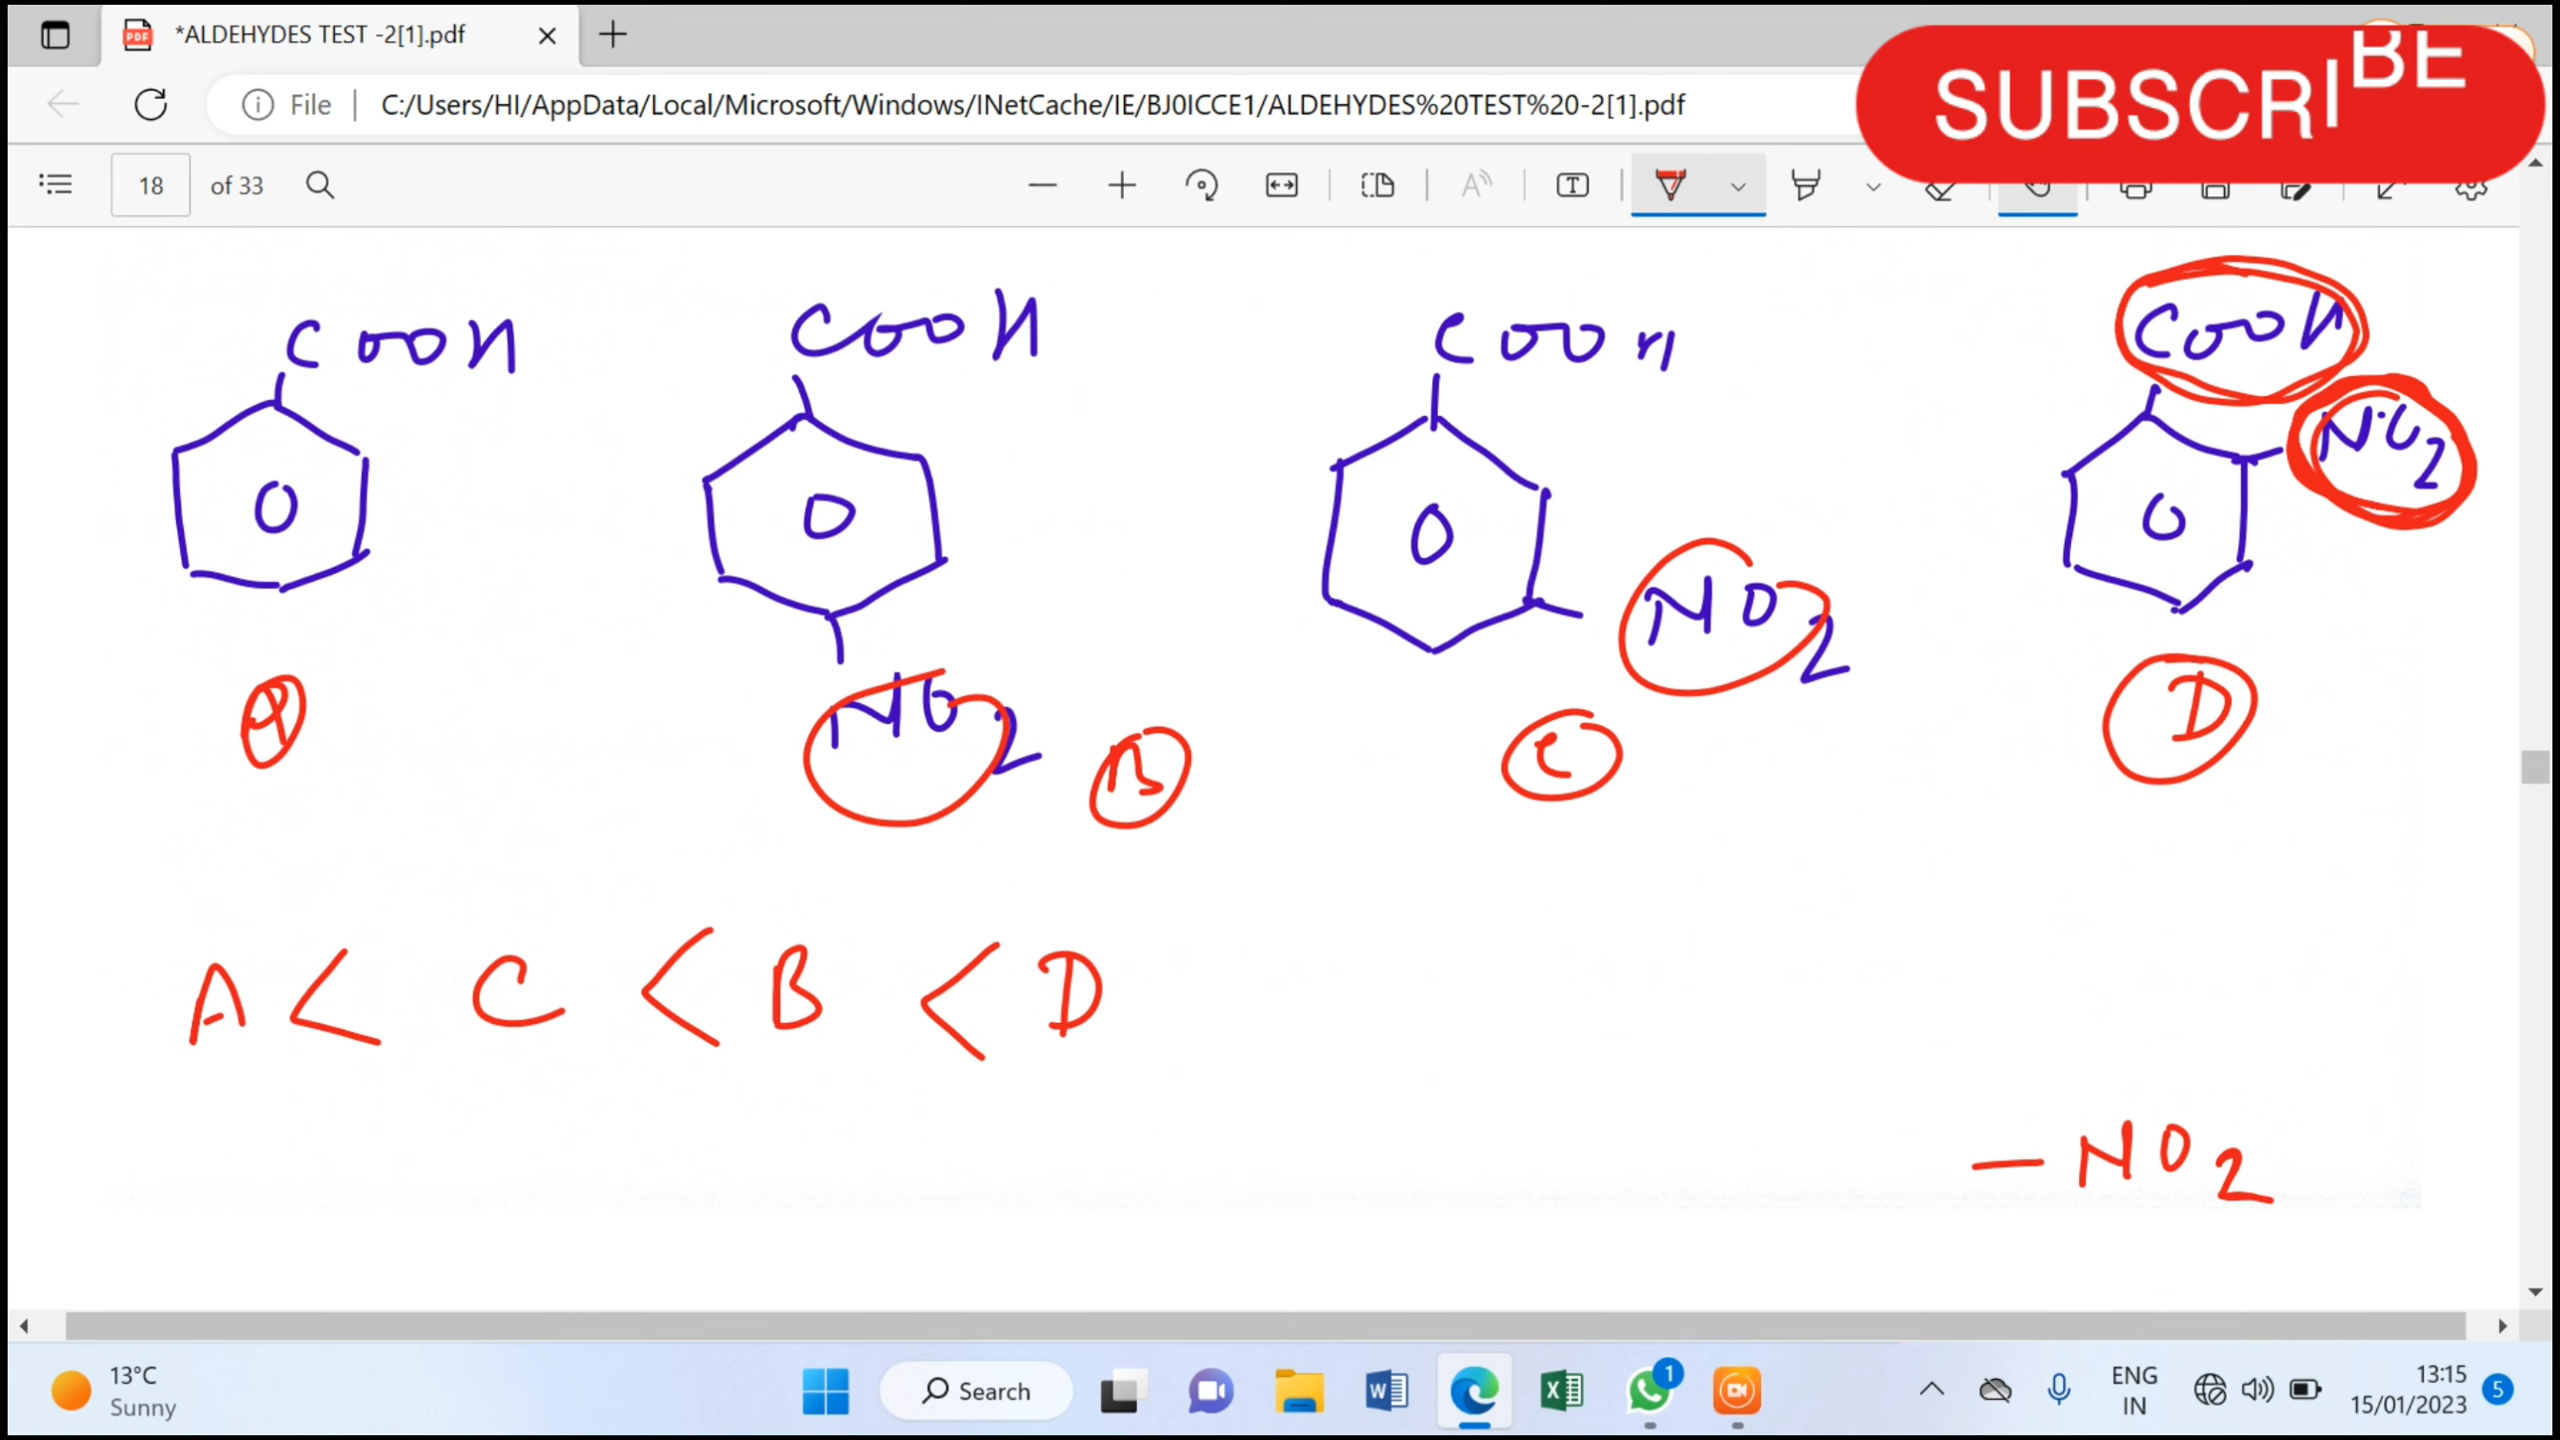 *ALDEHYDES TEST -2[1].pdf
SUBSCRIBE
File | C:/Users/HI/AppData/Local/Microsoft/Windows/INetCache/IE/BJ0ICCE1/ALDEHYDES%20TEST%20-2[1].pdf
18 of 33
COOH COOH COOH COOH
NO2
NO2
NO2
A B C D
A < C < B < D
— NO2
13°C
Sunny
Search
1
ENG
IN
13:15
15/01/2023
5